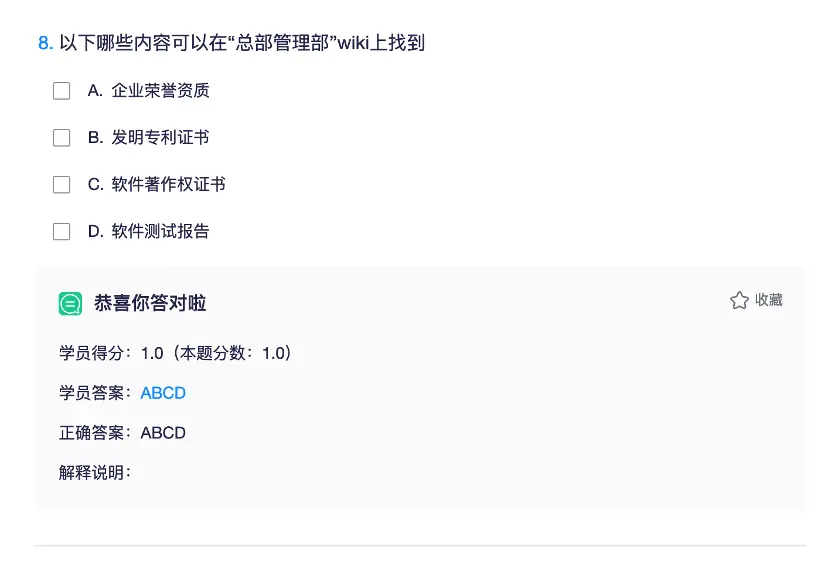 8. 以下哪些内容可以在“总部管理部”wiki上找到
A. 企业荣誉资质
B. 发明专利证书
C. 软件著作权证书
D. 软件测试报告
恭喜你答对啦
收藏
学员得分：1.0（本题分数：1.0）
学员答案：ABCD
正确答案：ABCD
解释说明：